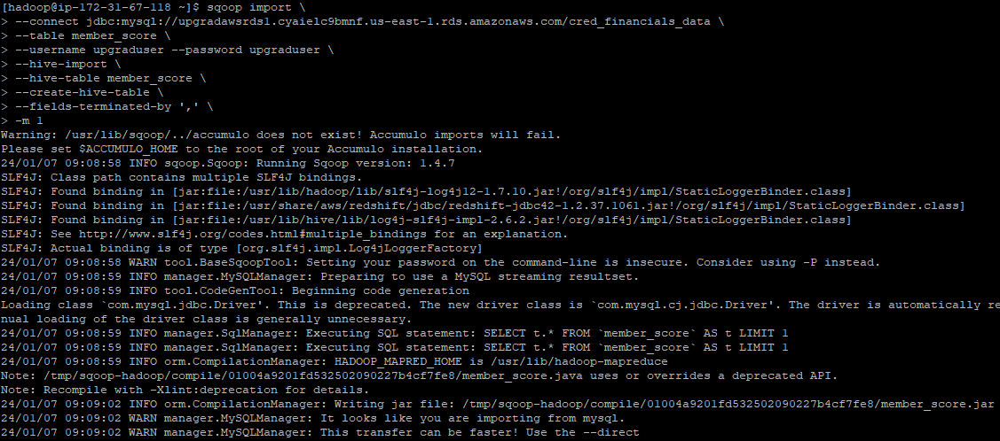 [hadoop@ip-172-31-67-118 ~]$ sqoop import \
> --connect jdbc:mysql://upgradawsrds1.cyaielc9bmnf.us-east-1.rds.amazonaws.com/cred_financials_data \
> --table member_score \
> --username upgraduser --password upgraduser \
> --hive-import \
> --hive-table member_score \
> --create-hive-table \
> --fields-terminated-by ',' \
> -m 1
Warning: /usr/lib/sqoop/../accumulo does not exist! Accumulo imports will fail.
Please set $ACCUMULO_HOME to the root of your Accumulo installation.
24/01/07 09:08:58 INFO sqoop.Sqoop: Running Sqoop version: 1.4.7
SLF4J: Class path contains multiple SLF4J bindings.
SLF4J: Found binding in [jar:file:/usr/lib/hadoop/lib/slf4j-log4j12-1.7.10.jar!/org/slf4j/impl/StaticLoggerBinder.class]
SLF4J: Found binding in [jar:file:/usr/share/aws/redshift/jdbc/redshift-jdbc42-1.2.37.1061.jar!/org/slf4j/impl/StaticLoggerBinder.class]
SLF4J: Found binding in [jar:file:/usr/lib/hive/lib/log4j-slf4j-impl-2.6.2.jar!/org/slf4j/impl/StaticLoggerBinder.class]
SLF4J: See http://www.slf4j.org/codes.html#multiple_bindings for an explanation.
SLF4J: Actual binding is of type [org.slf4j.impl.Log4jLoggerFactory]
24/01/07 09:08:58 WARN tool.BaseSqoopTool: Setting your password on the command-line is insecure. Consider using -P instead.
24/01/07 09:08:59 INFO manager.MySQLManager: Preparing to use a MySQL streaming resultset.
24/01/07 09:08:59 INFO tool.CodeGenTool: Beginning code generation
Loading class `com.mysql.jdbc.Driver'. This is deprecated. The new driver class is `com.mysql.cj.jdbc.Driver'. The driver is automatically re
nual loading of the driver class is generally unnecessary.
24/01/07 09:08:59 INFO manager.SqlManager: Executing SQL statement: SELECT t.* FROM `member_score` AS t LIMIT 1
24/01/07 09:08:59 INFO manager.SqlManager: Executing SQL statement: SELECT t.* FROM `member_score` AS t LIMIT 1
24/01/07 09:08:59 INFO orm.CompilationManager: HADOOP_MAPRED_HOME is /usr/lib/hadoop-mapreduce
Note: /tmp/sqoop-hadoop/compile/01004a9201fd532502090227b4cf7fe8/member_score.java uses or overrides a deprecated API.
Note: Recompile with -Xlint:deprecation for details.
24/01/07 09:09:02 INFO orm.CompilationManager: Writing jar file: /tmp/sqoop-hadoop/compile/01004a9201fd532502090227b4cf7fe8/member_score.jar
24/01/07 09:09:02 WARN manager.MySQLManager: It looks like you are importing from mysql.
24/01/07 09:09:02 WARN manager.MySQLManager: This transfer can be faster! Use the --direct